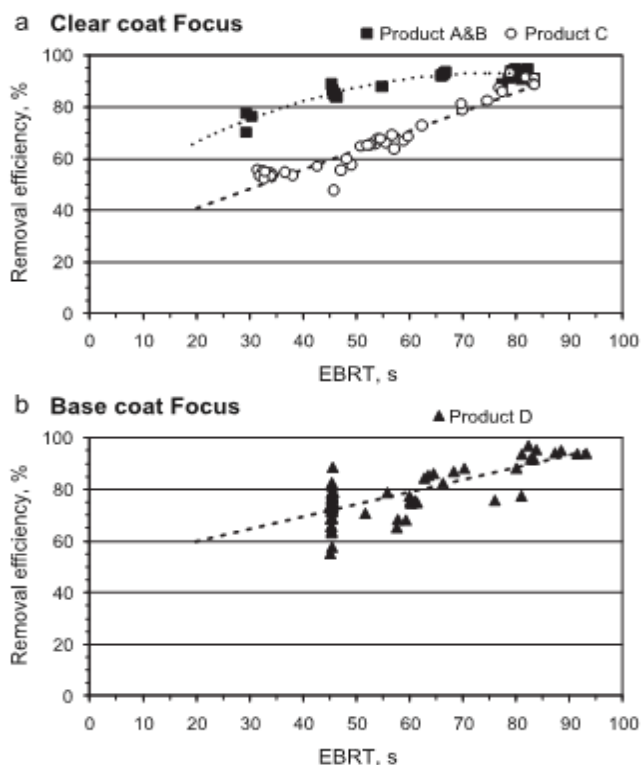 a Clear coat Focus
■ Product A&B ○ Product C
Removal efficiency, %
100
80
60
40
20
0
0 10 20 30 40 50 60 70 80 90 100
EBRT, s
b Base coat Focus
▲ Product D
Removal efficiency, %
100
80
60
40
20
0
0 10 20 30 40 50 60 70 80 90 100
EBRT, s